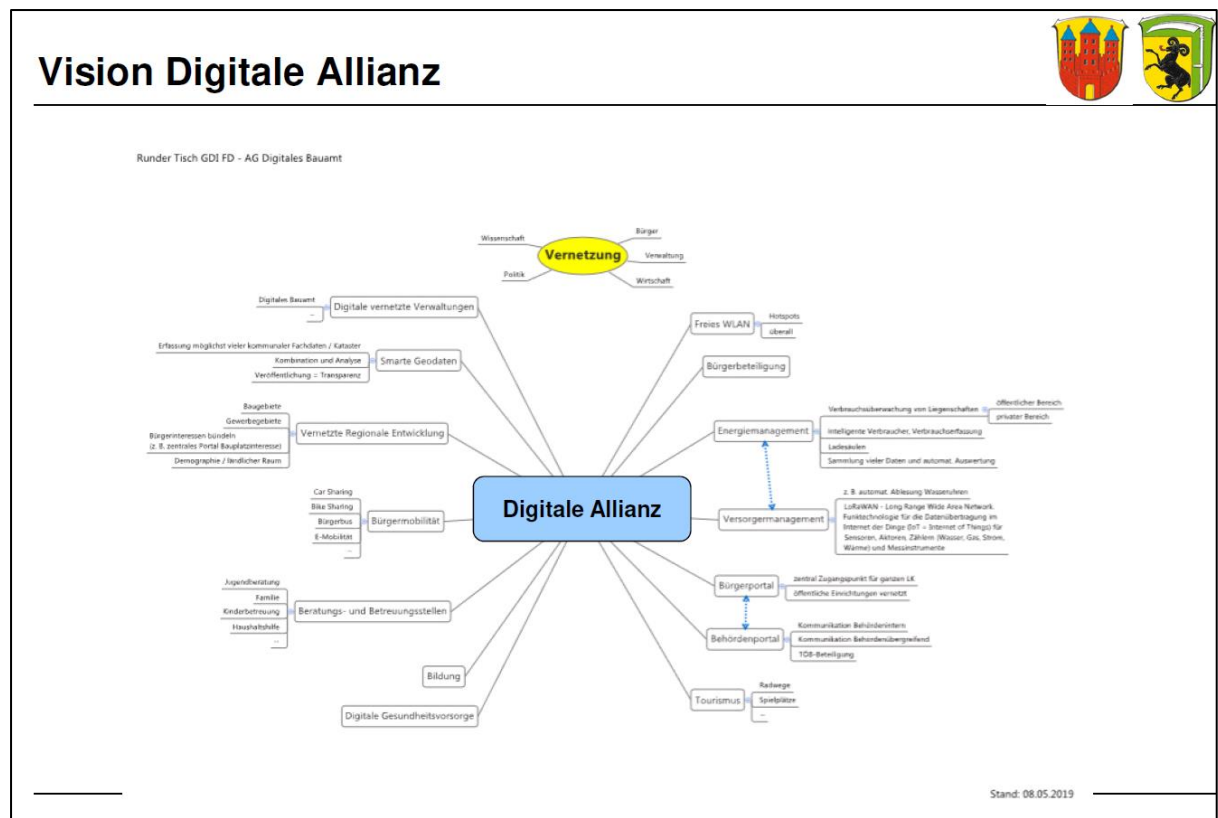 Vision Digitale Allianz
Runder Tisch GDI FD - AG Digitales Bauamt
Vernetzung
Wissenschaft
Politik
Bürger
Verwaltung
Wirtschaft
Digitale Allianz
Digitale vernetzte Verwaltungen
Digitales Bauamt
...
Smarte Geodaten
Erfassung möglichst vieler kommunaler Fachdaten / Kataster
Kombination und Analyse
Veröffentlichung = Transparenz
Vernetzte Regionale Entwicklung
Baugebiete
Gewerbegebiete
Bürgerinteressen bündeln
(z. B. zentrales Portal Bauplatzinteresse)
Demographie / ländlicher Raum
Bürgermobilität
Car Sharing
Bike Sharing
Bürgerbus
E-Mobilität
...
Beratungs- und Betreuungsstellen
Jugendberatung
Familie
Kinderbetreuung
Haushaltshilfe
...
Bildung
Digitale Gesundheitsvorsorge
Freies WLAN
Hotspots
überall
Bürgerbeteiligung
Energiemanagement
Verbrauchsüberwachung von Liegenschaften
öffentlicher Bereich
privater Bereich
intelligente Verbraucher, Verbrauchserfassung
Ladesäulen
Sammlung vieler Daten und automat. Auswertung
Versorgermanagement
z. B. automat. Ablesung Wasseruhren
LoRaWAN - Long Range Wide Area Network.
Funktechnologie für die Datenübertragung im
Internet der Dinge (IoT = Internet of Things) für
Sensoren, Aktoren, Zählern (Wasser, Gas, Strom,
Wärme) und Messinstrumente
Bürgerportal
zentral Zugangspunkt für ganzen LK
öffentliche Einrichtungen vernetzt
Behördenportal
Kommunikation Behördenintern
Kommunikation Behördenübergreifend
TÖB-Beteiligung
Tourismus
Radwege
Spielplätze
...
Stand: 08.05.2019